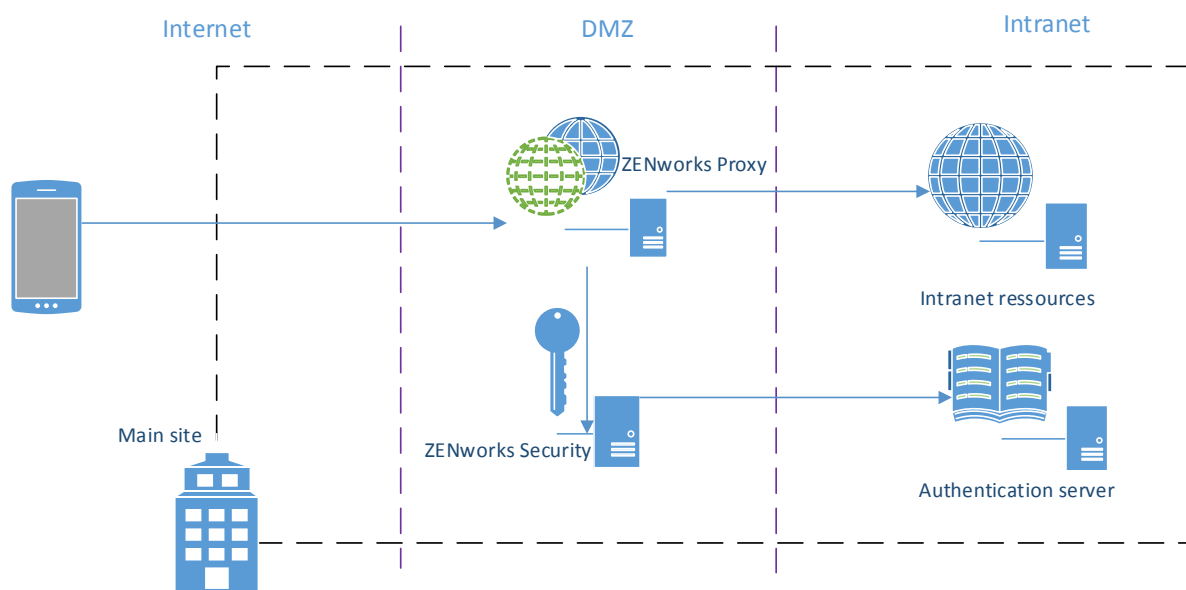 Internet
DMZ
Intranet
ZENworks Proxy
Intranet ressources
Main site
ZENworks Security
Authentication server